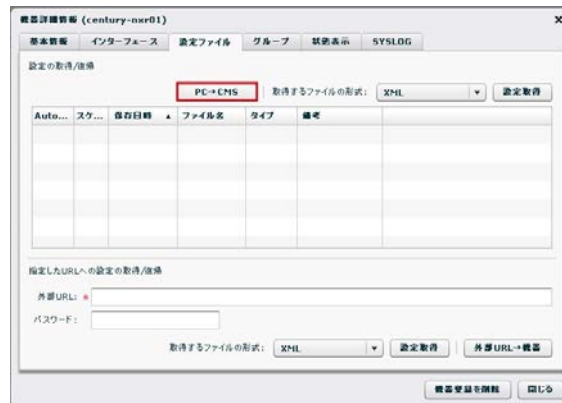 機器詳細情報 (century-nxr01) x
基本情報 インターフェース 設定ファイル グループ 状態表示 SYSLOG
設定の取得/復帰
PC→CMS 取得するファイルの形式: XML 設定取得
Auto... スケ... 保存日時 ▲ ファイル名 タイプ 備考
指定したURLへの設定の取得/復帰
外部URL: *
パスワード:
取得するファイルの形式: XML 設定取得 外部URL→機器
機器登録を削除 閉じる